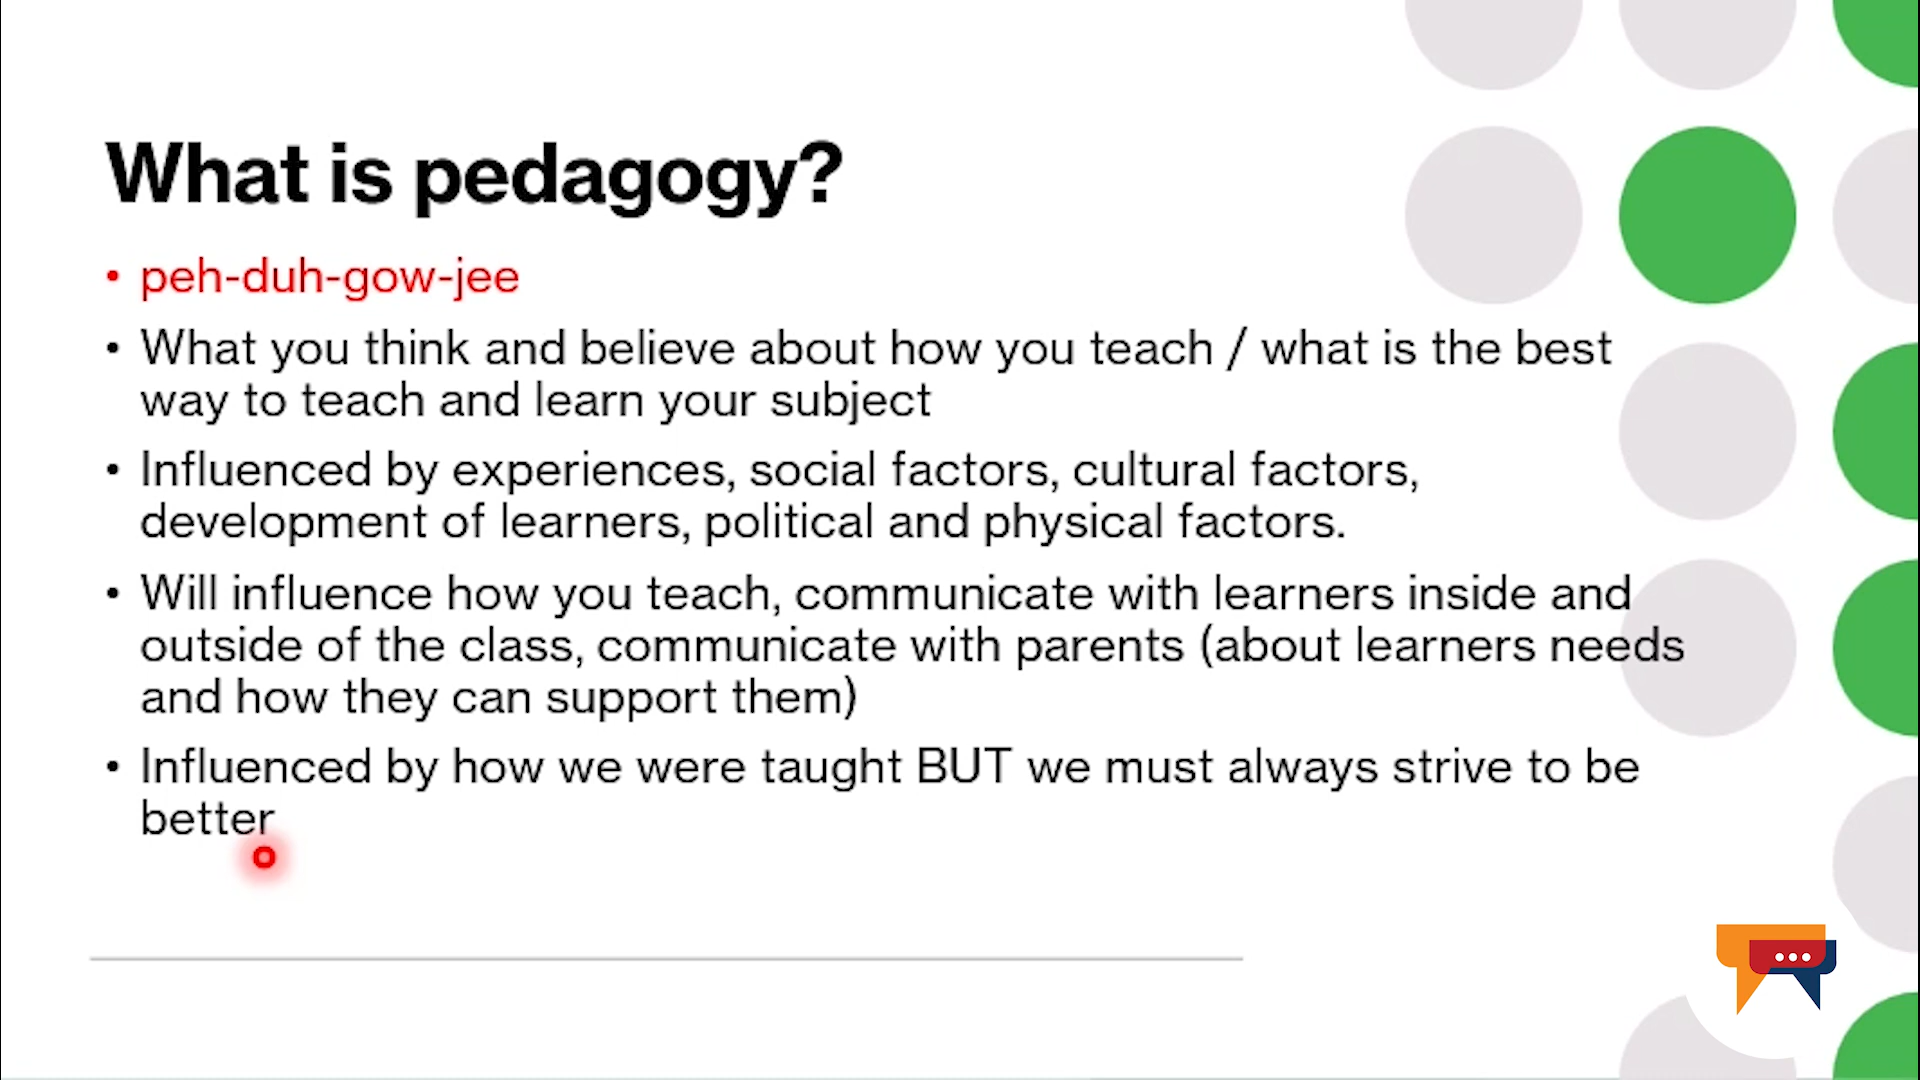 What is pedagogy?
• peh-duh-gow-jee
• What you think and believe about how you teach / what is the best
way to teach and learn your subject
• Influenced by experiences, social factors, cultural factors,
development of learners, political and physical factors.
• Will influence how you teach, communicate with learners inside and
outside of the class, communicate with parents (about learners needs
and how they can support them)
• Influenced by how we were taught BUT we must always strive to be
better